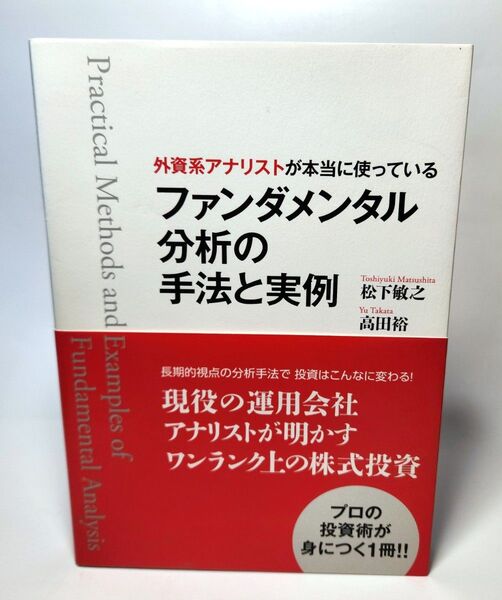 Practical Methods and Examples of
Fundamental Analysis
外資系アナリストが本当に使っている
ファンダメンタル
分析の
手法と実例
Toshiyuki Matsushita
松下敏之
Yu Takata
高田裕
長期的視点の分析手法で 投資はこんなに変わる!
現役の運用会社
アナリストが明かす
ワンランク上の株式投資
プロの
投資術が
身につく1冊!!